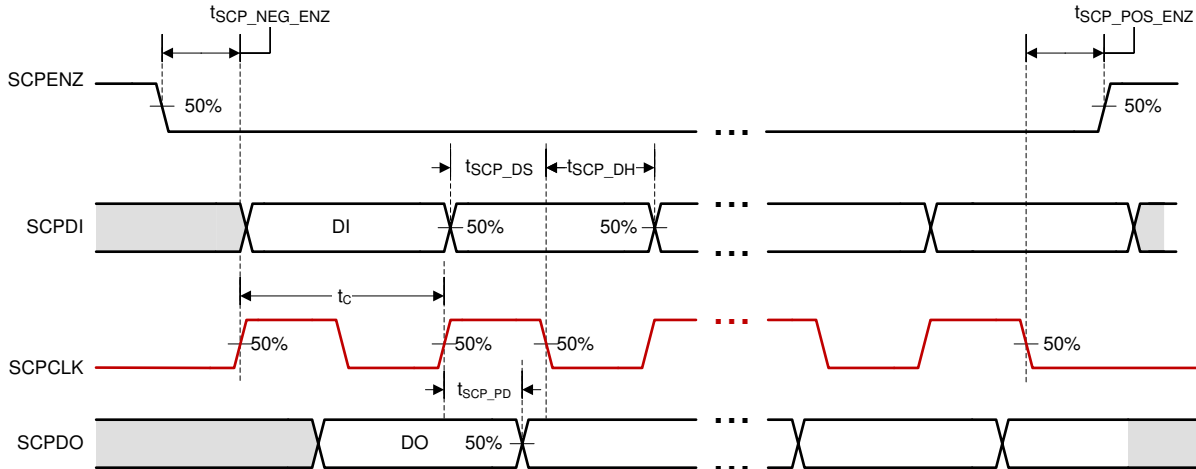 tSCP_NEG_ENZ
tSCP_POS_ENZ
SCPENZ
50%
50%
tSCP_DS
tSCP_DH
SCPDI
DI
50%
50%
tC
50%
50%
50%
50%
SCPCLK
tSCP_PD
SCPDO
DO
50%